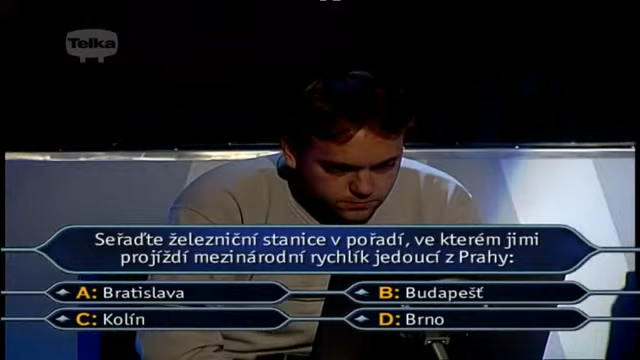 Telka
Seřaďte železniční stanice v pořadí, ve kterém jimi
projíždí mezinárodní rychlík jedoucí z Prahy:
A: Bratislava
B: Budapešť
C: Kolín
D: Brno